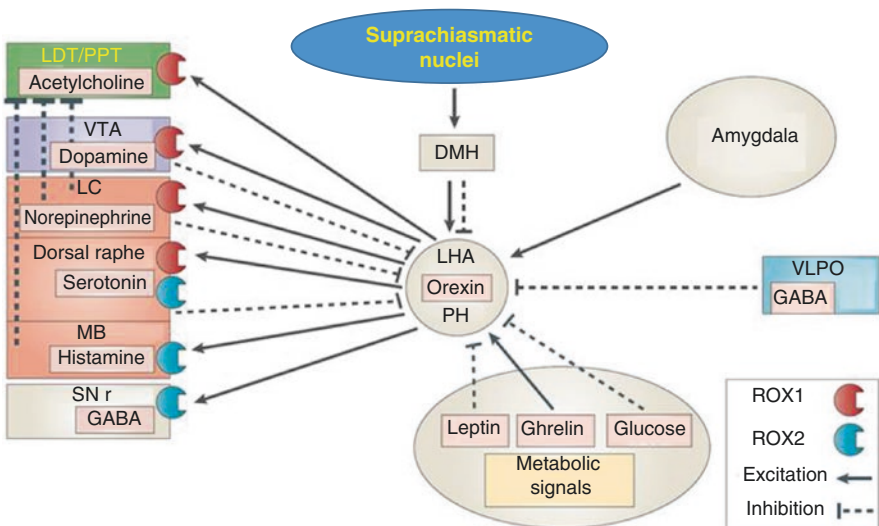 Suprachiasmatic
nuclei
LDT/PPT
Acetylcholine
VTA
Dopamine
LC
Norepinephrine
Dorsal raphe
Serotonin
MB
Histamine
SN r
GABA
DMH
Amygdala
LHA
Orexin
PH
VLPO
GABA
Leptin
Ghrelin
Glucose
Metabolic
signals
ROX1
ROX2
Excitation
Inhibition